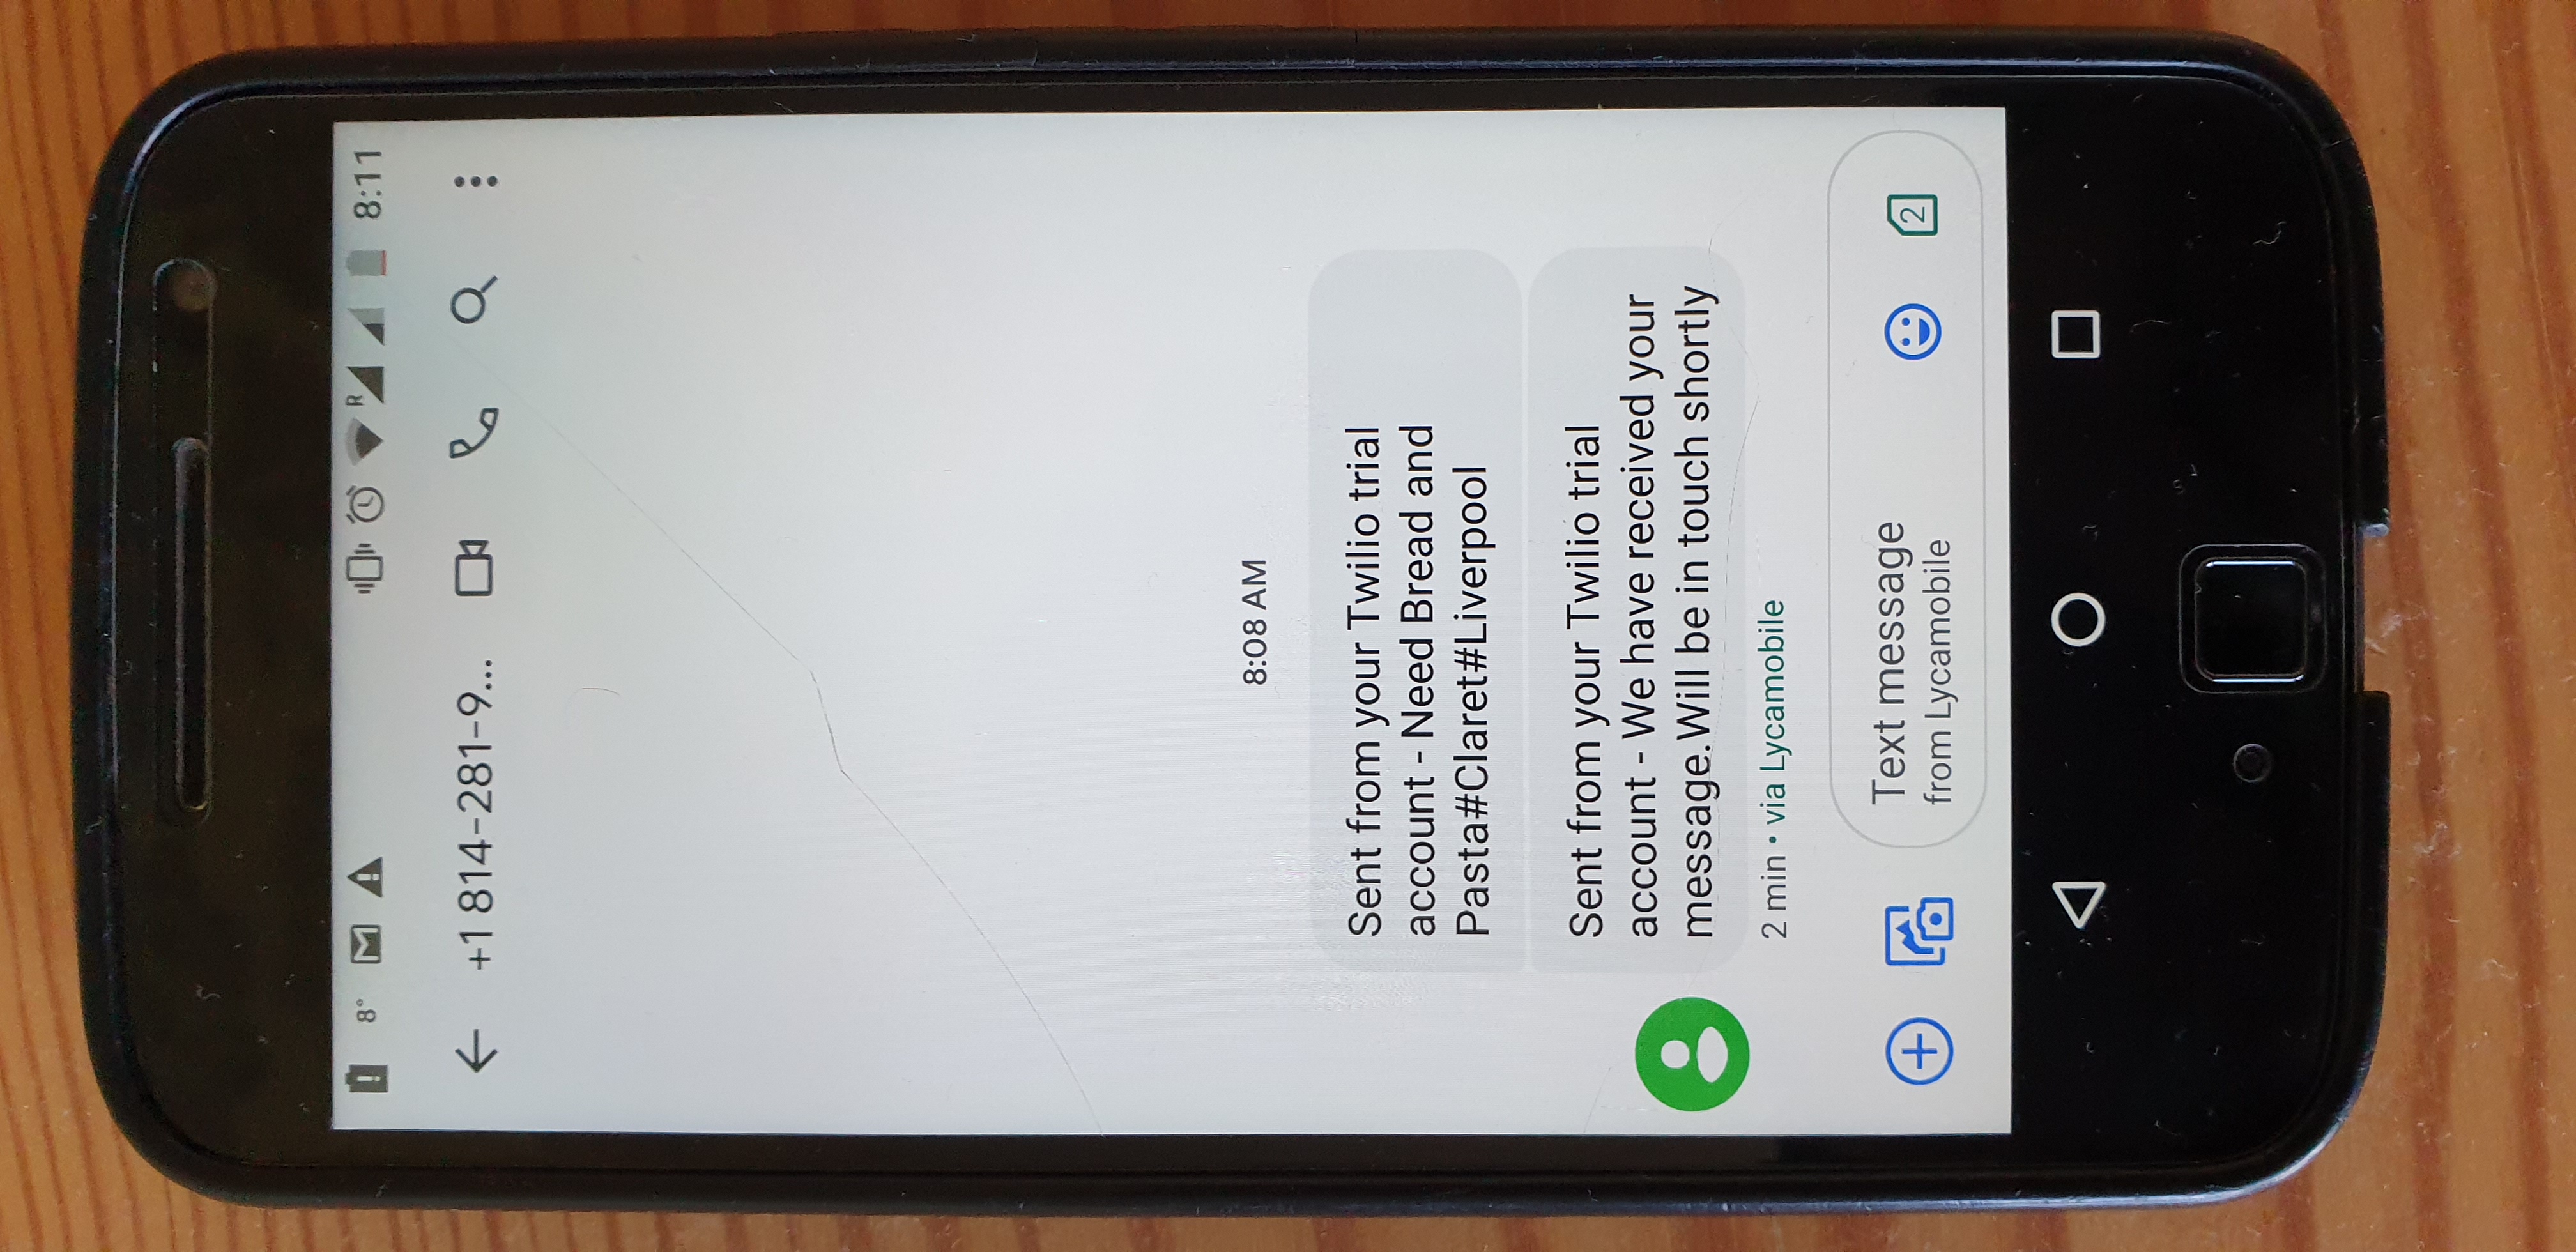 8° R 8:11
+1 814-281-9...
8:08 AM
Sent from your Twilio trial
account - Need Bread and
Pasta#Claret#Liverpool
Sent from your Twilio trial
account - We have received your
message.Will be in touch shortly
2 min • via Lycamobile
Text message
from Lycamobile
2